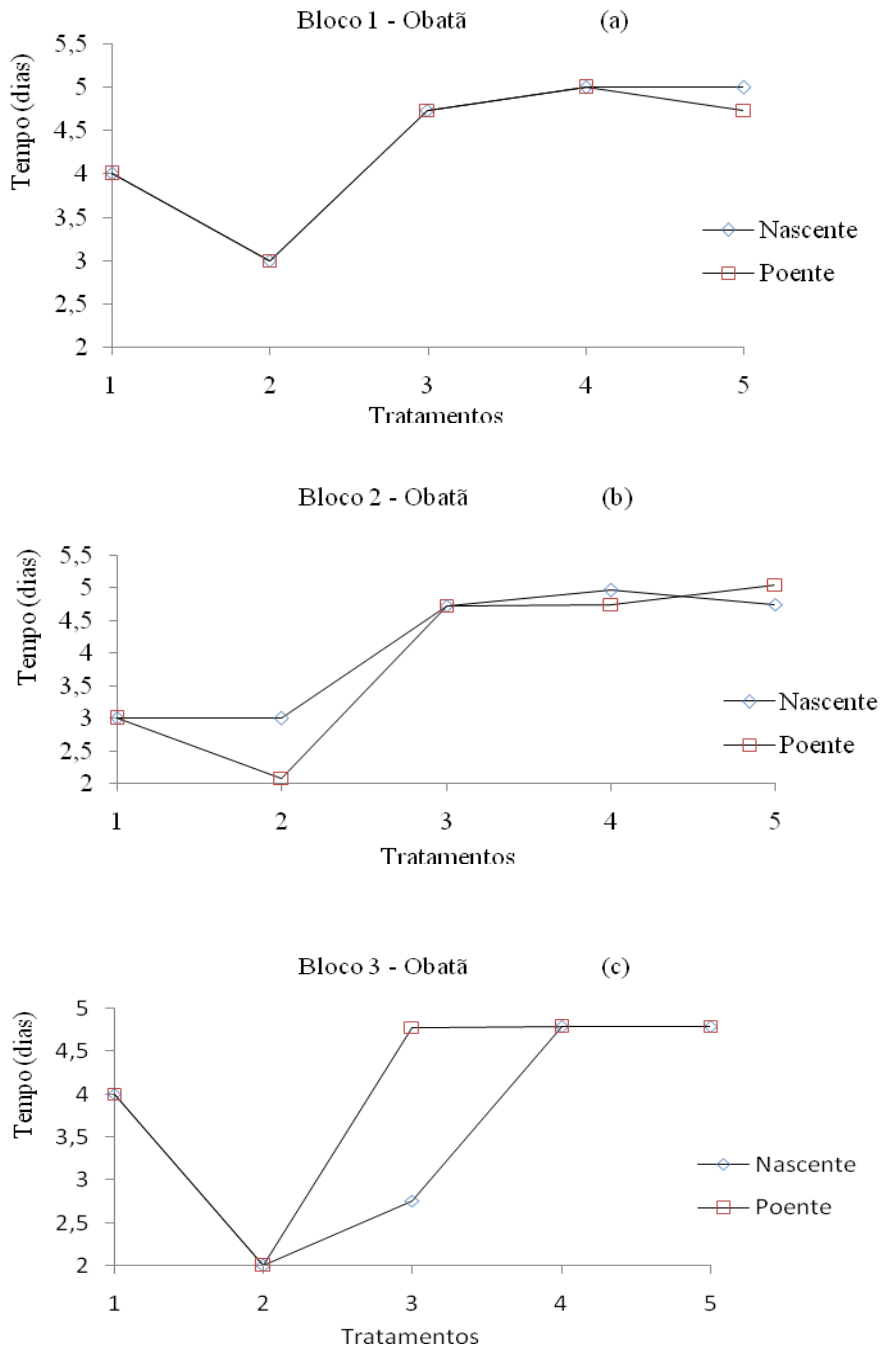 Bloco 1 - Obatã (a)
Tempo (dias)
5,5
5
4,5
4
3,5
3
2,5
2
Nascente
Poente
1 2 3 4 5
Tratamentos
Bloco 2 - Obatã (b)
Tempo (dias)
5,5
5
4,5
4
3,5
3
2,5
2
Nascente
Poente
1 2 3 4 5
Tratamentos
Bloco 3 - Obatã (c)
Tempo (dias)
5
4,5
4
3,5
3
2,5
2
Nascente
Poente
1 2 3 4 5
Tratamentos